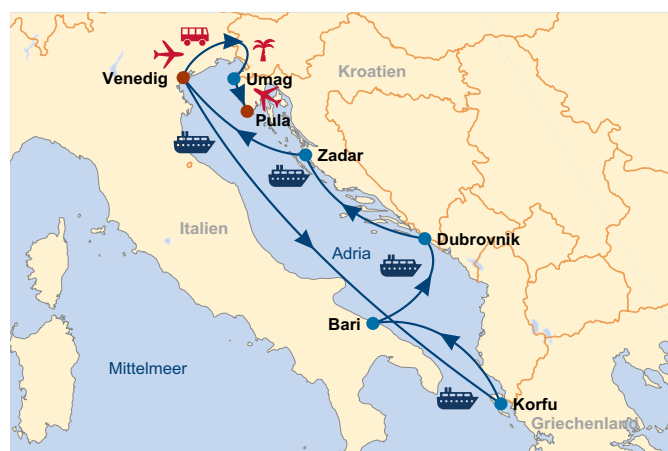 Kroatien
Venedig
Umag
Pula
Zadar
Italien
Dubrovnik
Adria
Bari
Mittelmeer
Korfu
Griechenland